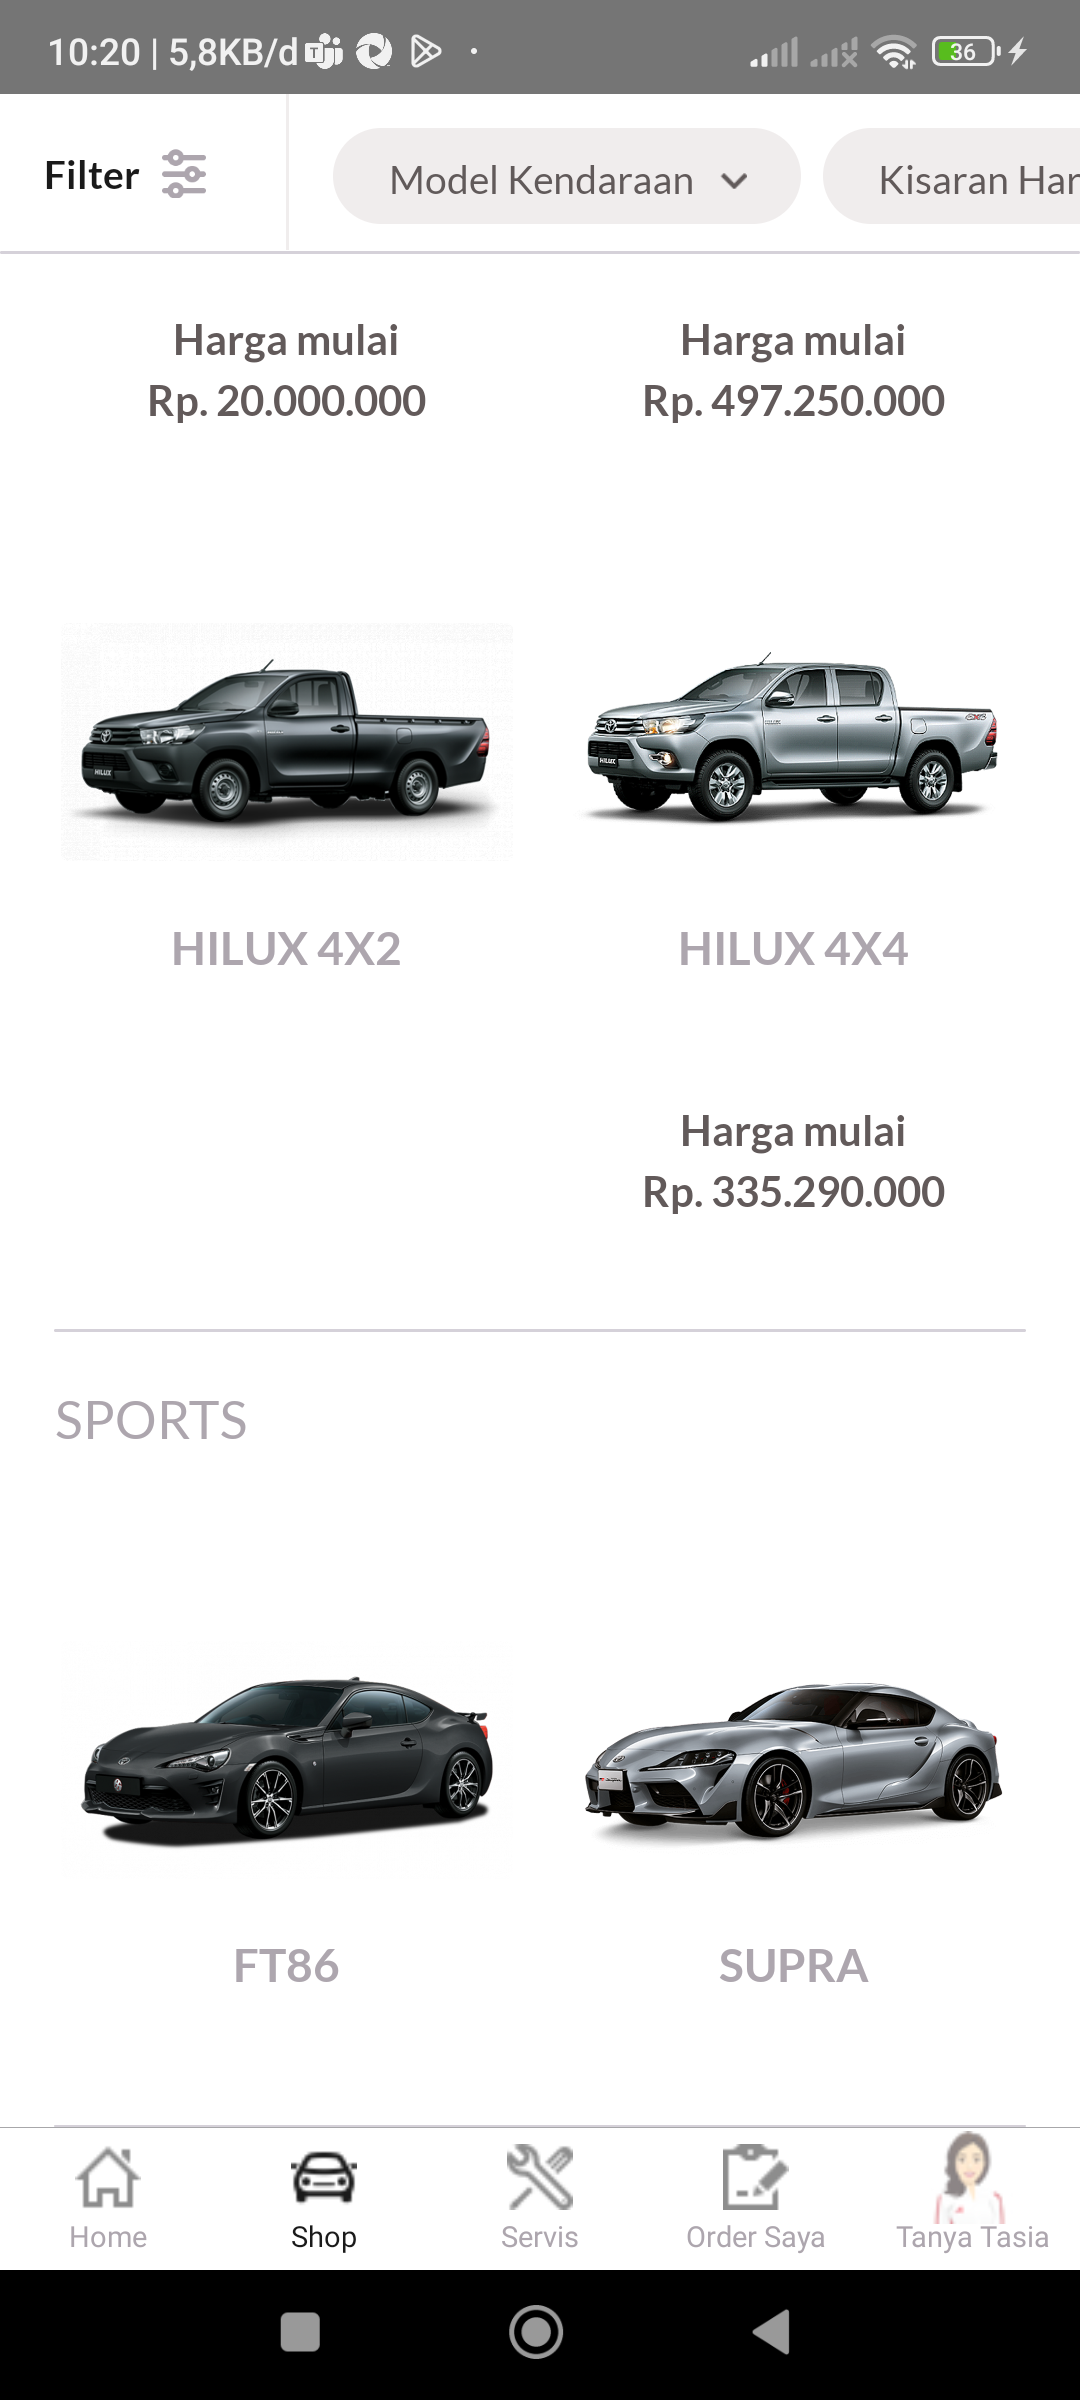 10:20 | 5,8KB/d
36
Filter
Model Kendaraan
Kisaran Har
Harga mulai
Rp. 20.000.000
Harga mulai
Rp. 497.250.000
HILUX 4X2
HILUX 4X4
Harga mulai
Rp. 335.290.000
SPORTS
FT86
SUPRA
Home
Shop
Servis
Order Saya
Tanya Tasia